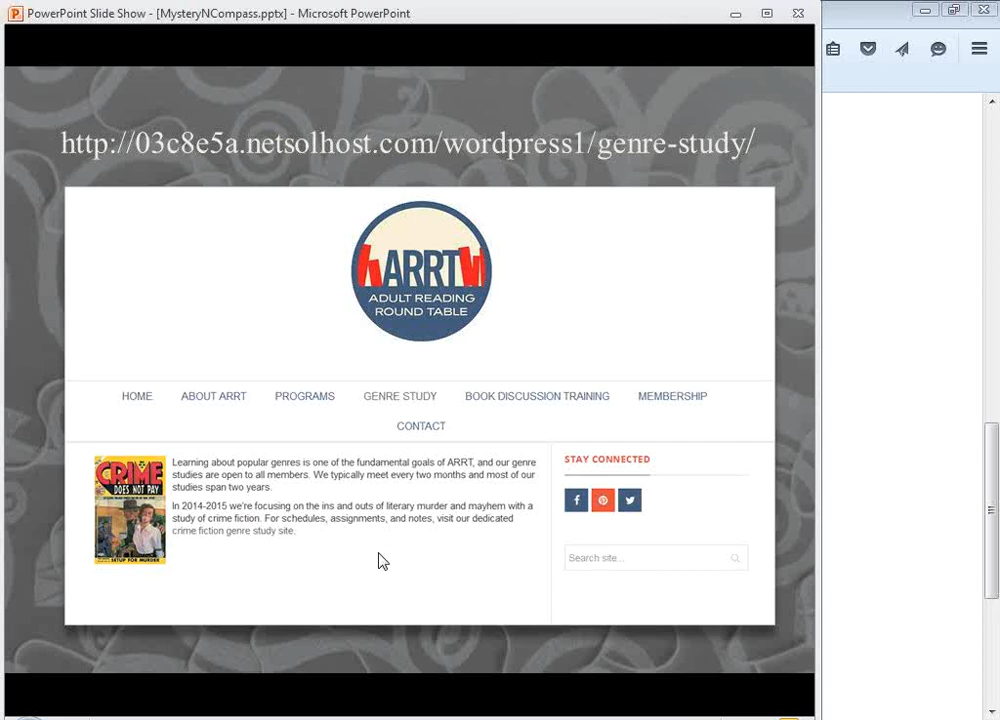 PowerPoint Slide Show - [MysteryNCompass.pptx] - Microsoft PowerPoint
http://03c8e5a.netsolhost.com/wordpress1/genre-study/
ARRT
ADULT READING
ROUND TABLE
HOME ABOUT ARRT PROGRAMS GENRE STUDY BOOK DISCUSSION TRAINING MEMBERSHIP
CONTACT
CRIME
DOES NOT PAY
SETUP FOR MURDER
Learning about popular genres is one of the fundamental goals of ARRT, and our genre
studies are open to all members. We typically meet every two months and most of our
studies span two years.
In 2014-2015 we're focusing on the ins and outs of literary murder and mayhem with a
study of crime fiction. For schedules, assignments, and notes, visit our dedicated
crime fiction genre study site.
STAY CONNECTED
Search site...